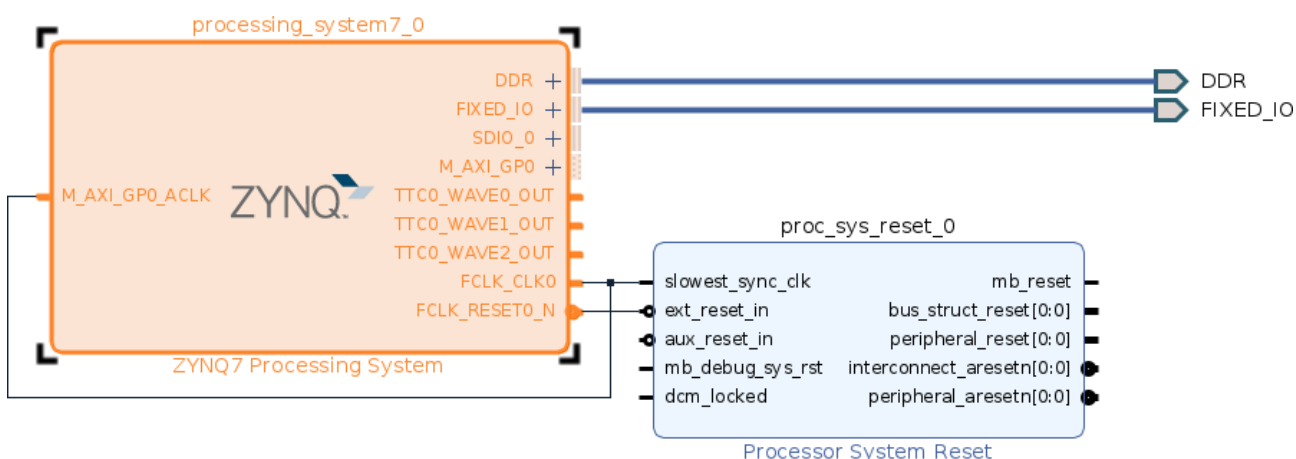 processing_system7_0
DDR
FIXED_IO
SDIO_0
M_AXI_GP0
M_AXI_GP0_ACLK
ZYNQ
TTC0_WAVE0_OUT
TTC0_WAVE1_OUT
TTC0_WAVE2_OUT
FCLK_CLK0
FCLK_RESET0_N
ZYNQ7 Processing System
DDR
FIXED_IO
proc_sys_reset_0
slowest_sync_clk
ext_reset_in
aux_reset_in
mb_debug_sys_rst
dcm_locked
mb_reset
bus_struct_reset[0:0]
peripheral_reset[0:0]
interconnect_aresetn[0:0]
peripheral_aresetn[0:0]
Processor System Reset